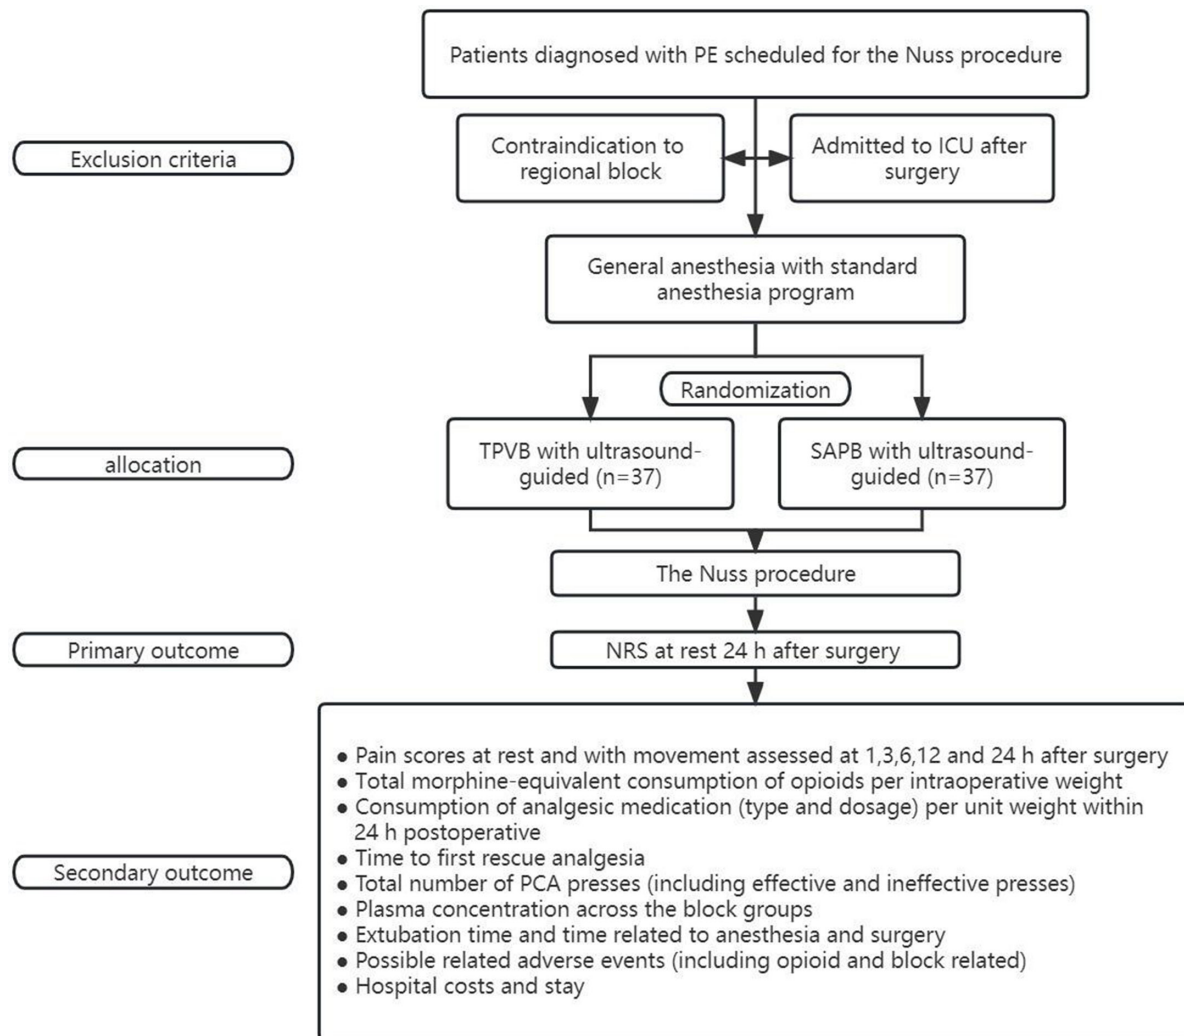 Patients diagnosed with PE scheduled for the Nuss procedure
Exclusion criteria
Contraindication to
regional block
Admitted to ICU after
surgery
General anesthesia with standard
anesthesia program
Randomization
allocation
TPVB with ultrasound-
guided (n=37)
SAPB with ultrasound-
guided (n=37)
The Nuss procedure
Primary outcome
NRS at rest 24 h after surgery
Secondary outcome
● Pain scores at rest and with movement assessed at 1,3,6,12 and 24 h after surgery
● Total morphine-equivalent consumption of opioids per intraoperative weight
● Consumption of analgesic medication (type and dosage) per unit weight within
24 h postoperative
● Time to first rescue analgesia
● Total number of PCA presses (including effective and ineffective presses)
● Plasma concentration across the block groups
● Extubation time and time related to anesthesia and surgery
● Possible related adverse events (including opioid and block related)
● Hospital costs and stay